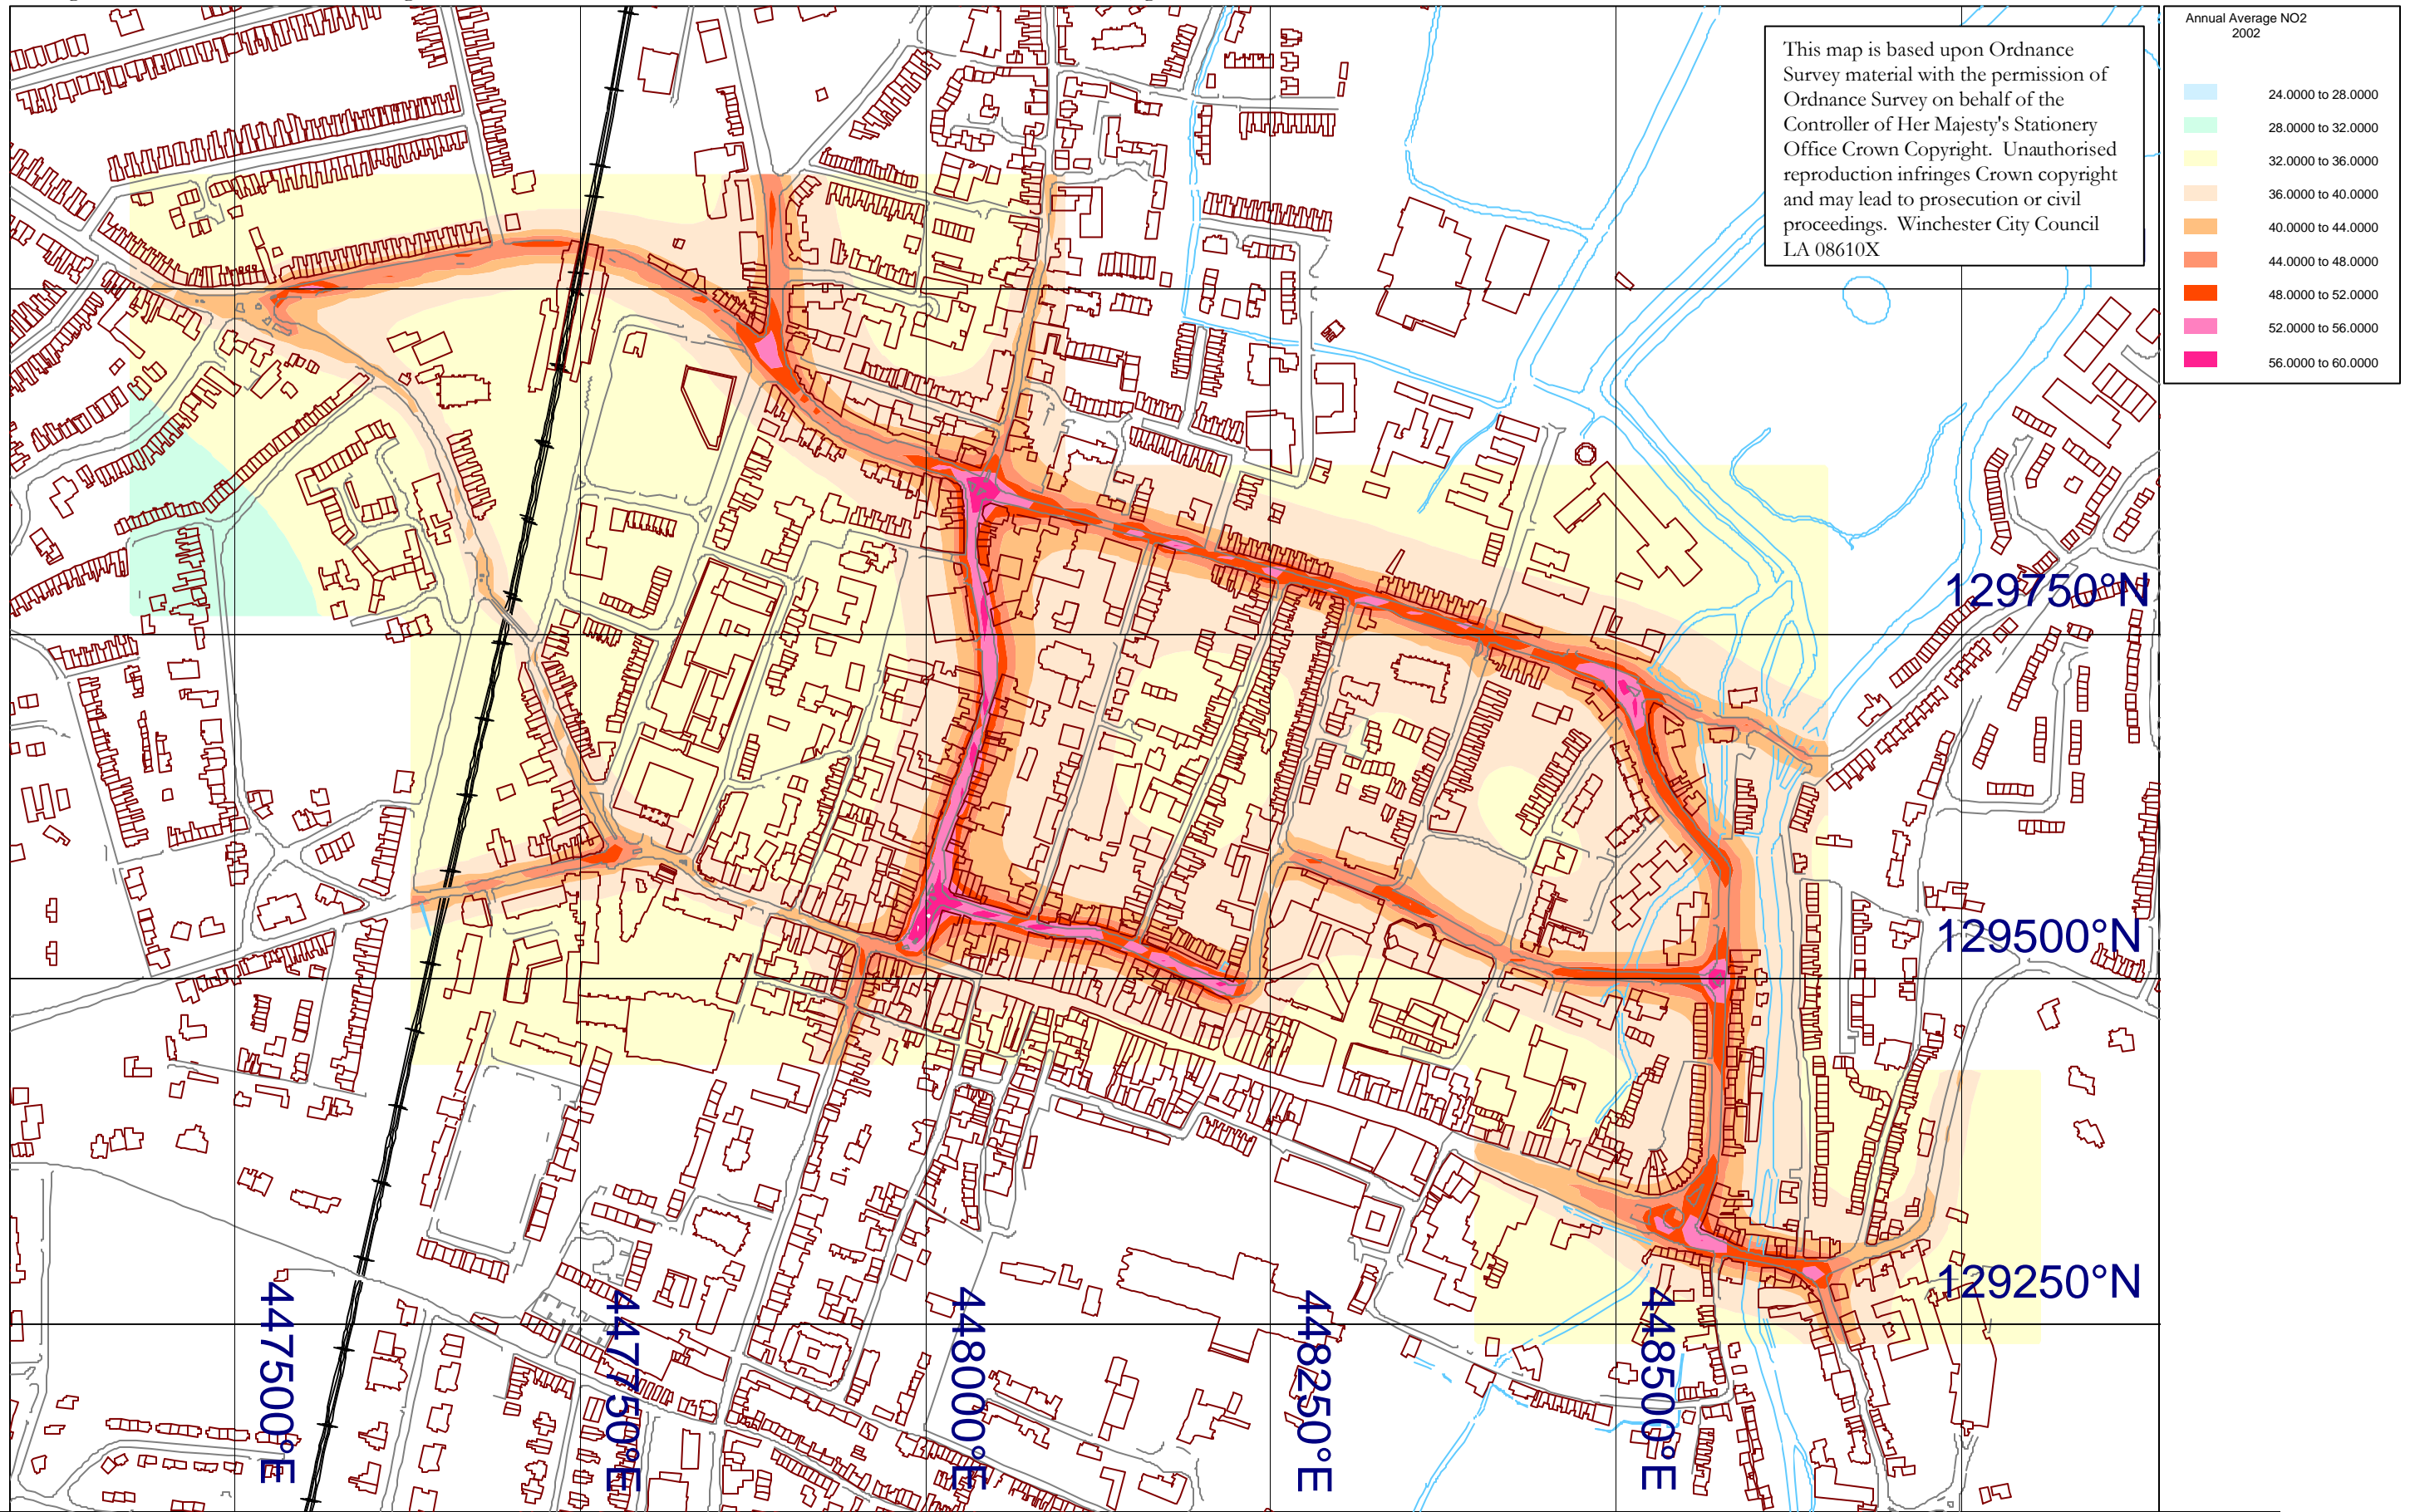 This map is based upon Ordnance
Survey material with the permission of
Ordnance Survey on behalf of the
Controller of Her Majesty's Stationery
Office Crown Copyright.  Unauthorised
reproduction infringes Crown copyright
and may lead to prosecution or civil
proceedings.  Winchester City Council
LA 08610X
Annual Average NO2
2002
24.0000 to 28.0000
28.0000 to 32.0000
32.0000 to 36.0000
36.0000 to 40.0000
40.0000 to 44.0000
44.0000 to 48.0000
48.0000 to 52.0000
52.0000 to 56.0000
56.0000 to 60.0000
129750°N
129500°N
129250°N
447500°E
447750°E
448000°E
448250°E
448500°E